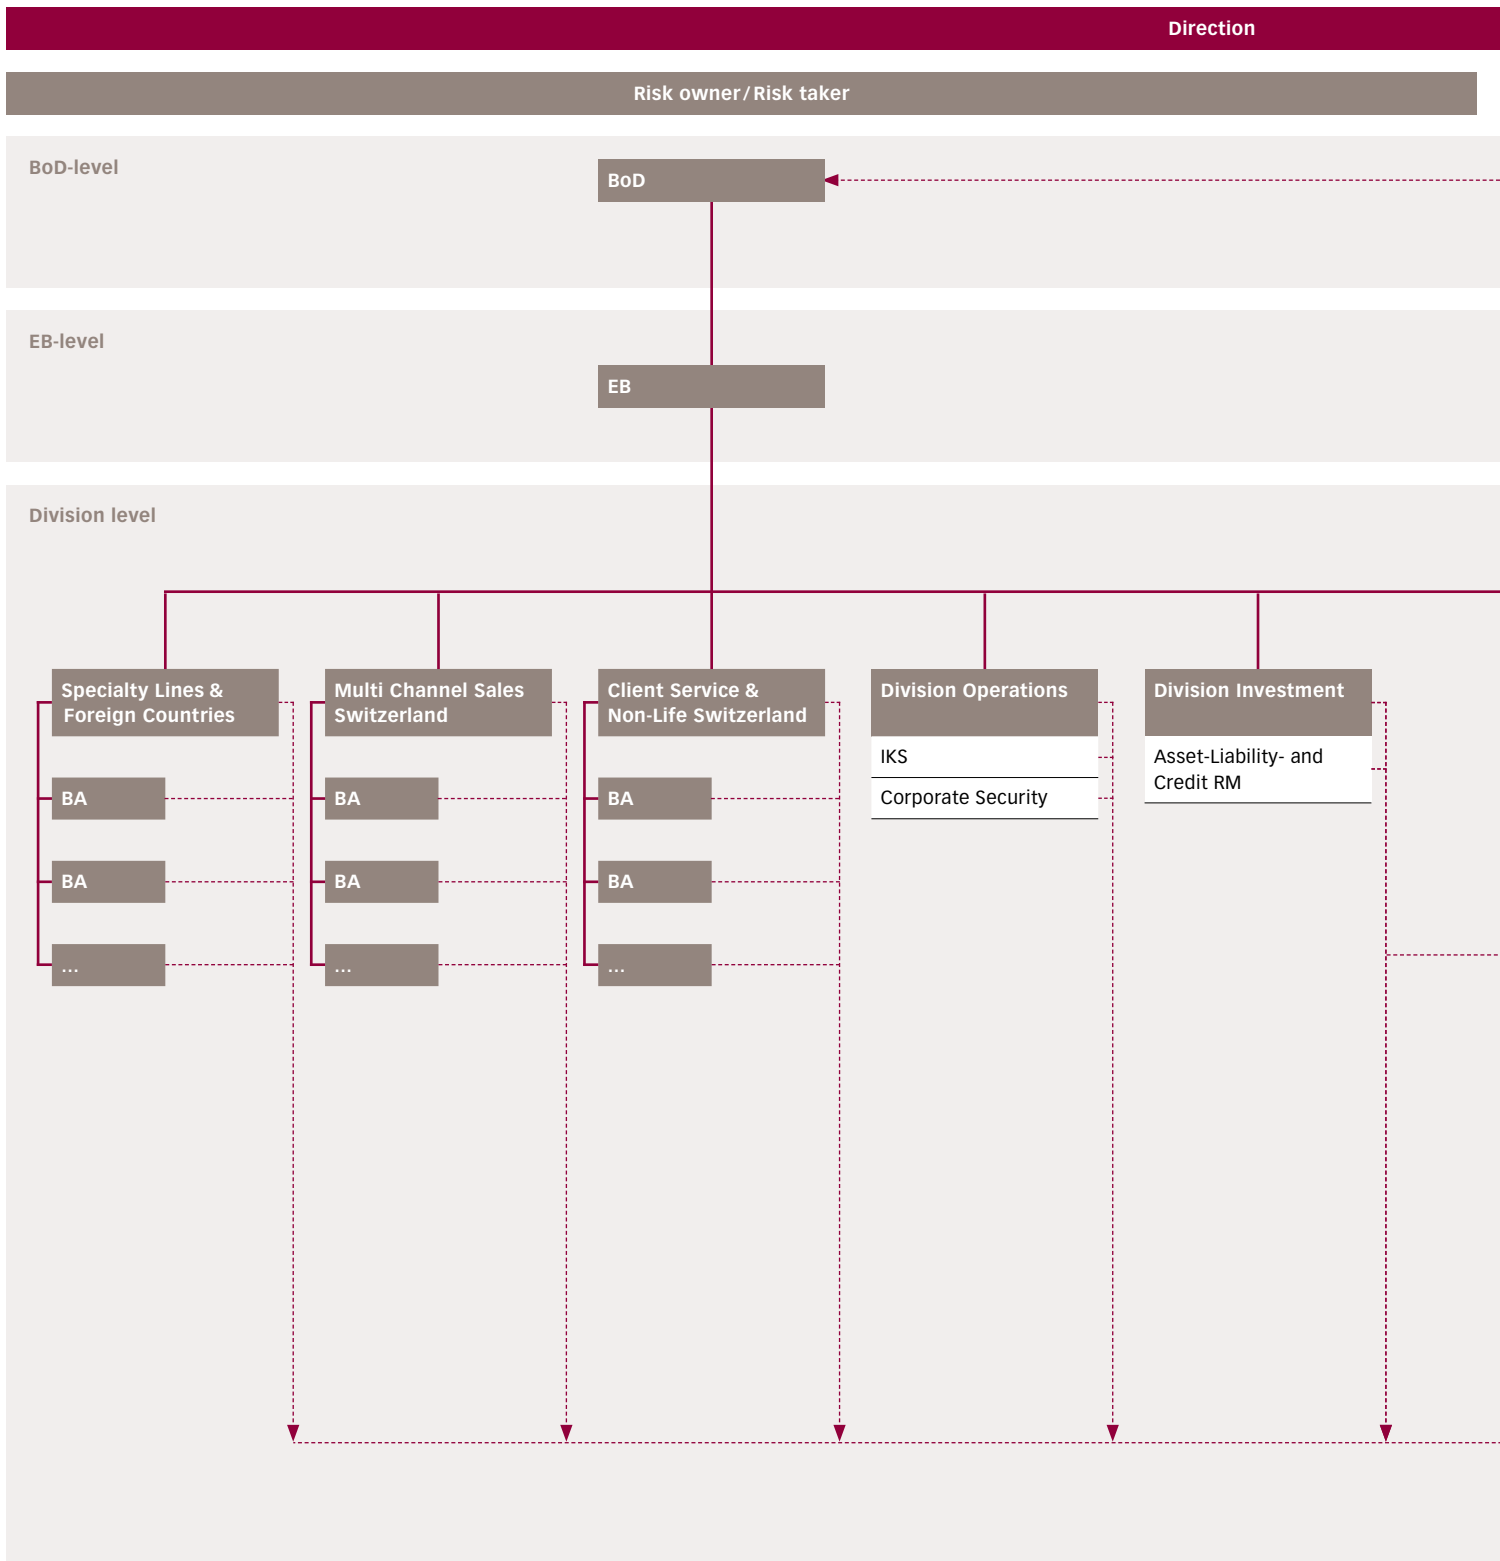 Direction
Risk owner/Risk taker
BoD-level
BoD
EB-level
EB
Division level
Specialty Lines &
Foreign Countries
BA
BA
...
Multi Channel Sales
Switzerland
BA
BA
...
Client Service &
Non-Life Switzerland
BA
BA
...
Division Operations
IKS
Corporate Security
Division Investment
Asset-Liability- and
Credit RM